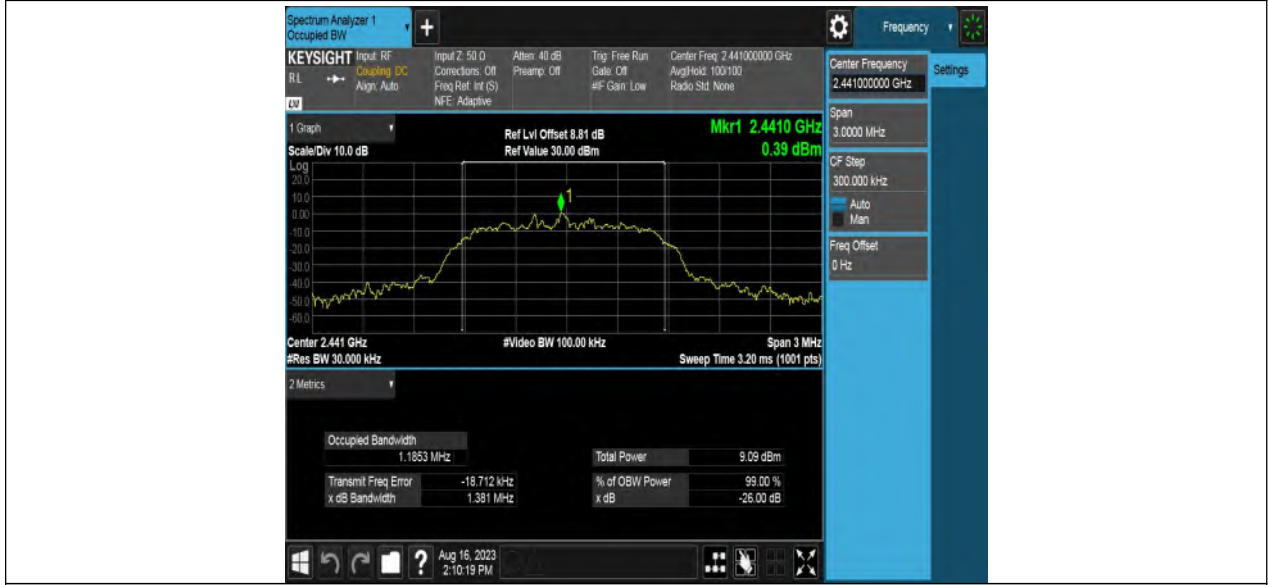 Spectrum Analyzer 1
Occupied BW
+
Frequency
KEYSIGHT
RL
LXI
Input: RF
Coupling: DC
Align: Auto
Input Z: 50 Ω
Corrections: Off
Freq Ref: Int (S)
NFE: Adaptive
Atten: 40 dB
Preamp: Off
Trig: Free Run
Gate: Off
#IF Gain: Low
Center Freq: 2.441000000 GHz
Avg|Hold: 100/100
Radio Std: None
Center Frequency
2.441000000 GHz
Settings
Span
3.0000 MHz
CF Step
300.000 kHz
Auto
Man
Freq Offset
0 Hz
1 Graph
Scale/Div 10.0 dB
Ref Lvl Offset 8.81 dB
Ref Value 30.00 dBm
Mkr1 2.4410 GHz
0.39 dBm
Log
20.0
10.0
0.00
-10.0
-20.0
-30.0
-40.0
-50.0
-60.0
1
Center 2.441 GHz
#Res BW 30.000 kHz
#Video BW 100.00 kHz
Span 3 MHz
Sweep Time 3.20 ms (1001 pts)
2 Metrics
Occupied Bandwidth
1.1853 MHz
Total Power 9.09 dBm
Transmit Freq Error -18.712 kHz
% of OBW Power 99.00 %
x dB Bandwidth 1.381 MHz
x dB -26.00 dB
?
Aug 16, 2023
2:10:19 PM